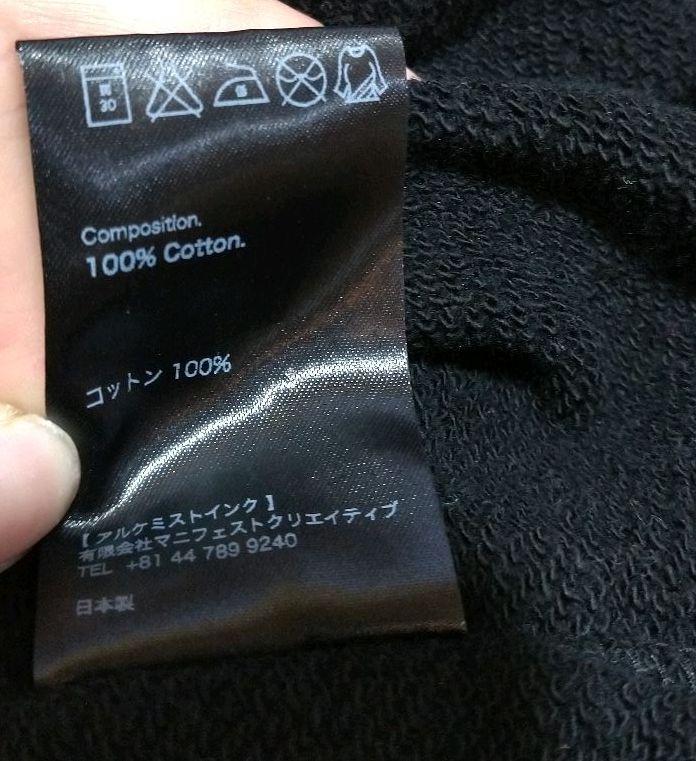 弱
30
低
Composition.
100% Cotton.
コットン 100%
【 アルケミストインク 】
有限会社マニフェストクリエイティブ
TEL +81 44 789 9240
日本製